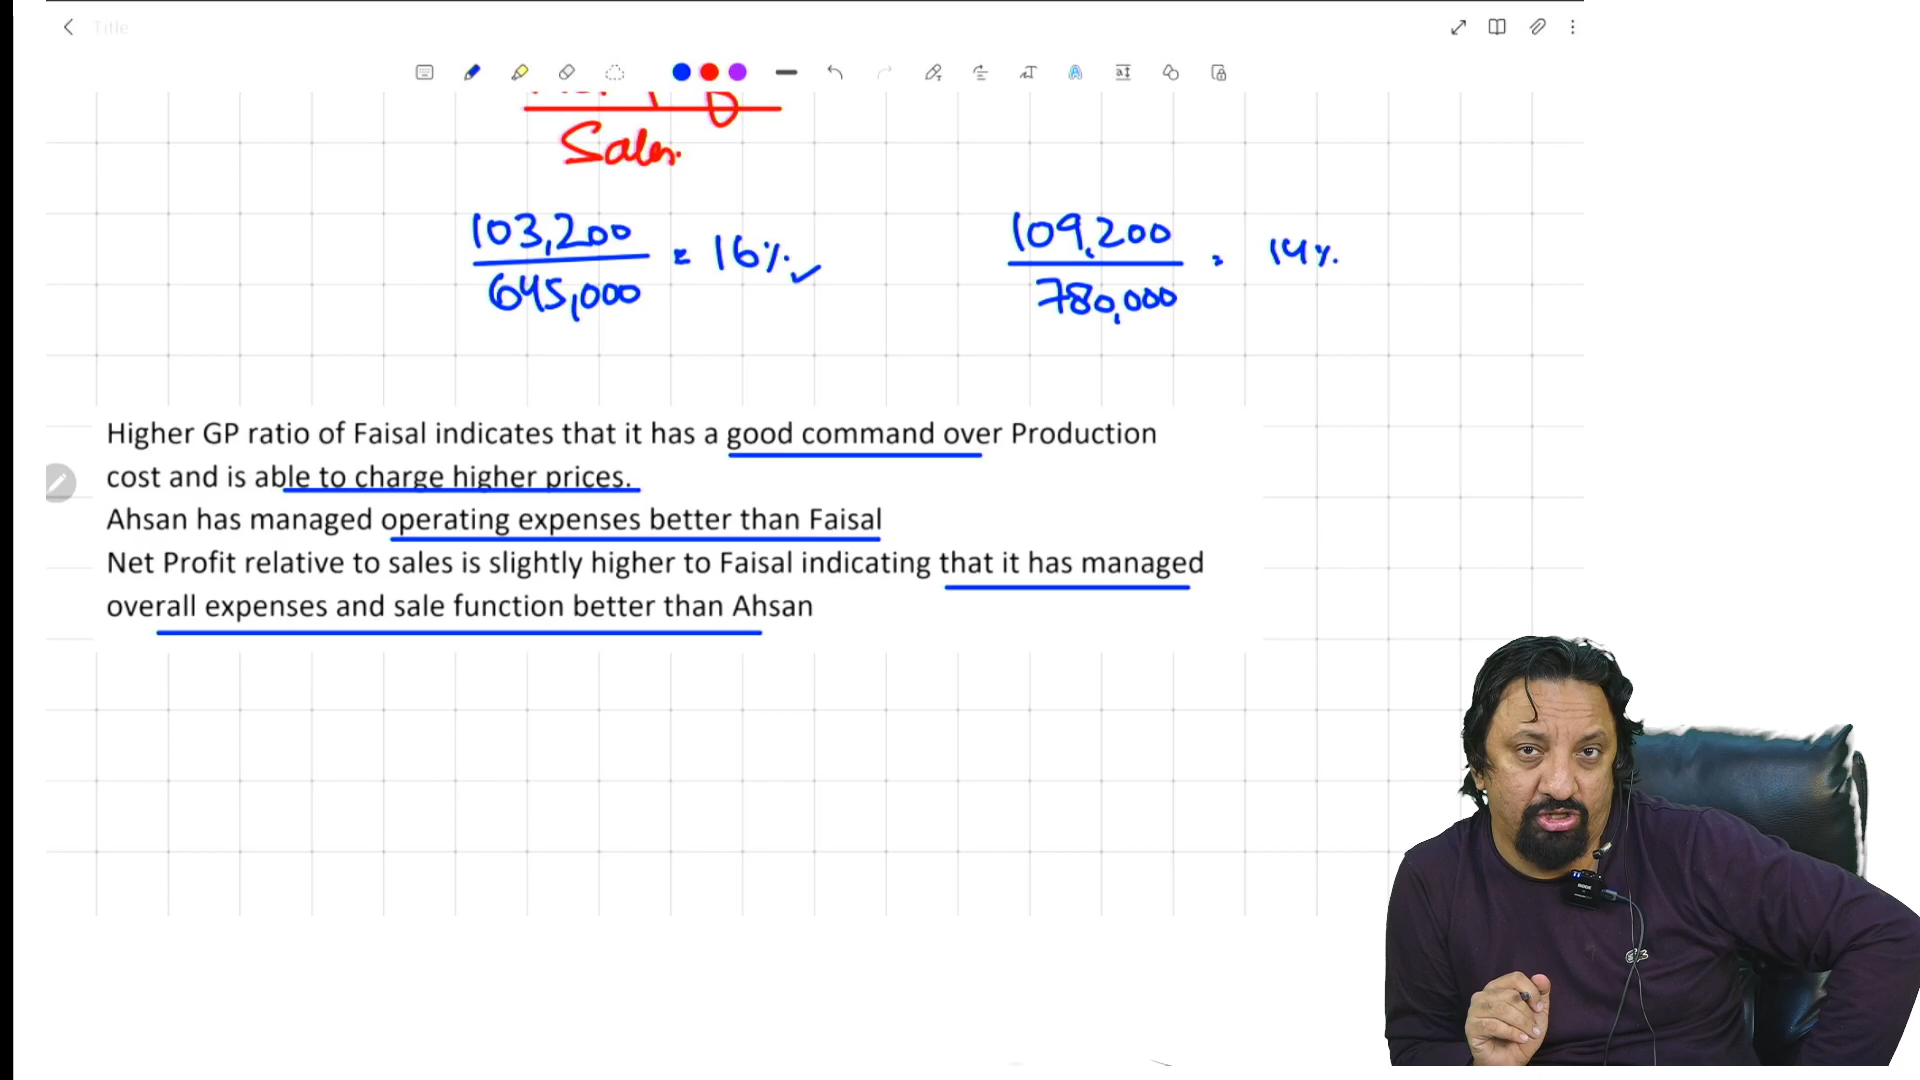 Title
Sales.
103,200
645,000
= 16%
109,200
780,000
= 14%.
Higher GP ratio of Faisal indicates that it has a good command over Production
cost and is able to charge higher prices.
Ahsan has managed operating expenses better than Faisal
Net Profit relative to sales is slightly higher to Faisal indicating that it has managed
overall expenses and sale function better than Ahsan